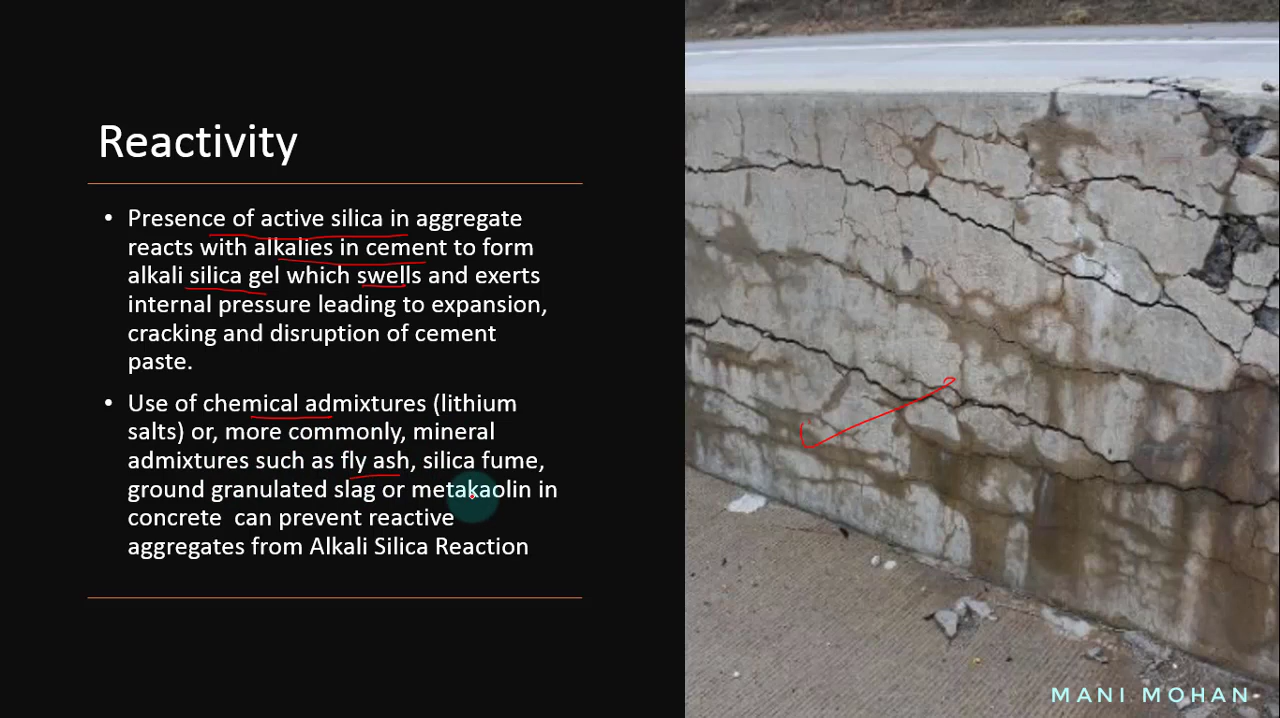 Reactivity
• Presence of active silica in aggregate
reacts with alkalies in cement to form
alkali silica gel which swells and exerts
internal pressure leading to expansion,
cracking and disruption of cement
paste.
• Use of chemical admixtures (lithium
salts) or, more commonly, mineral
admixtures such as fly ash, silica fume,
ground granulated slag or metakaolin in
concrete  can prevent reactive
aggregates from Alkali Silica Reaction
MANI MOHAN